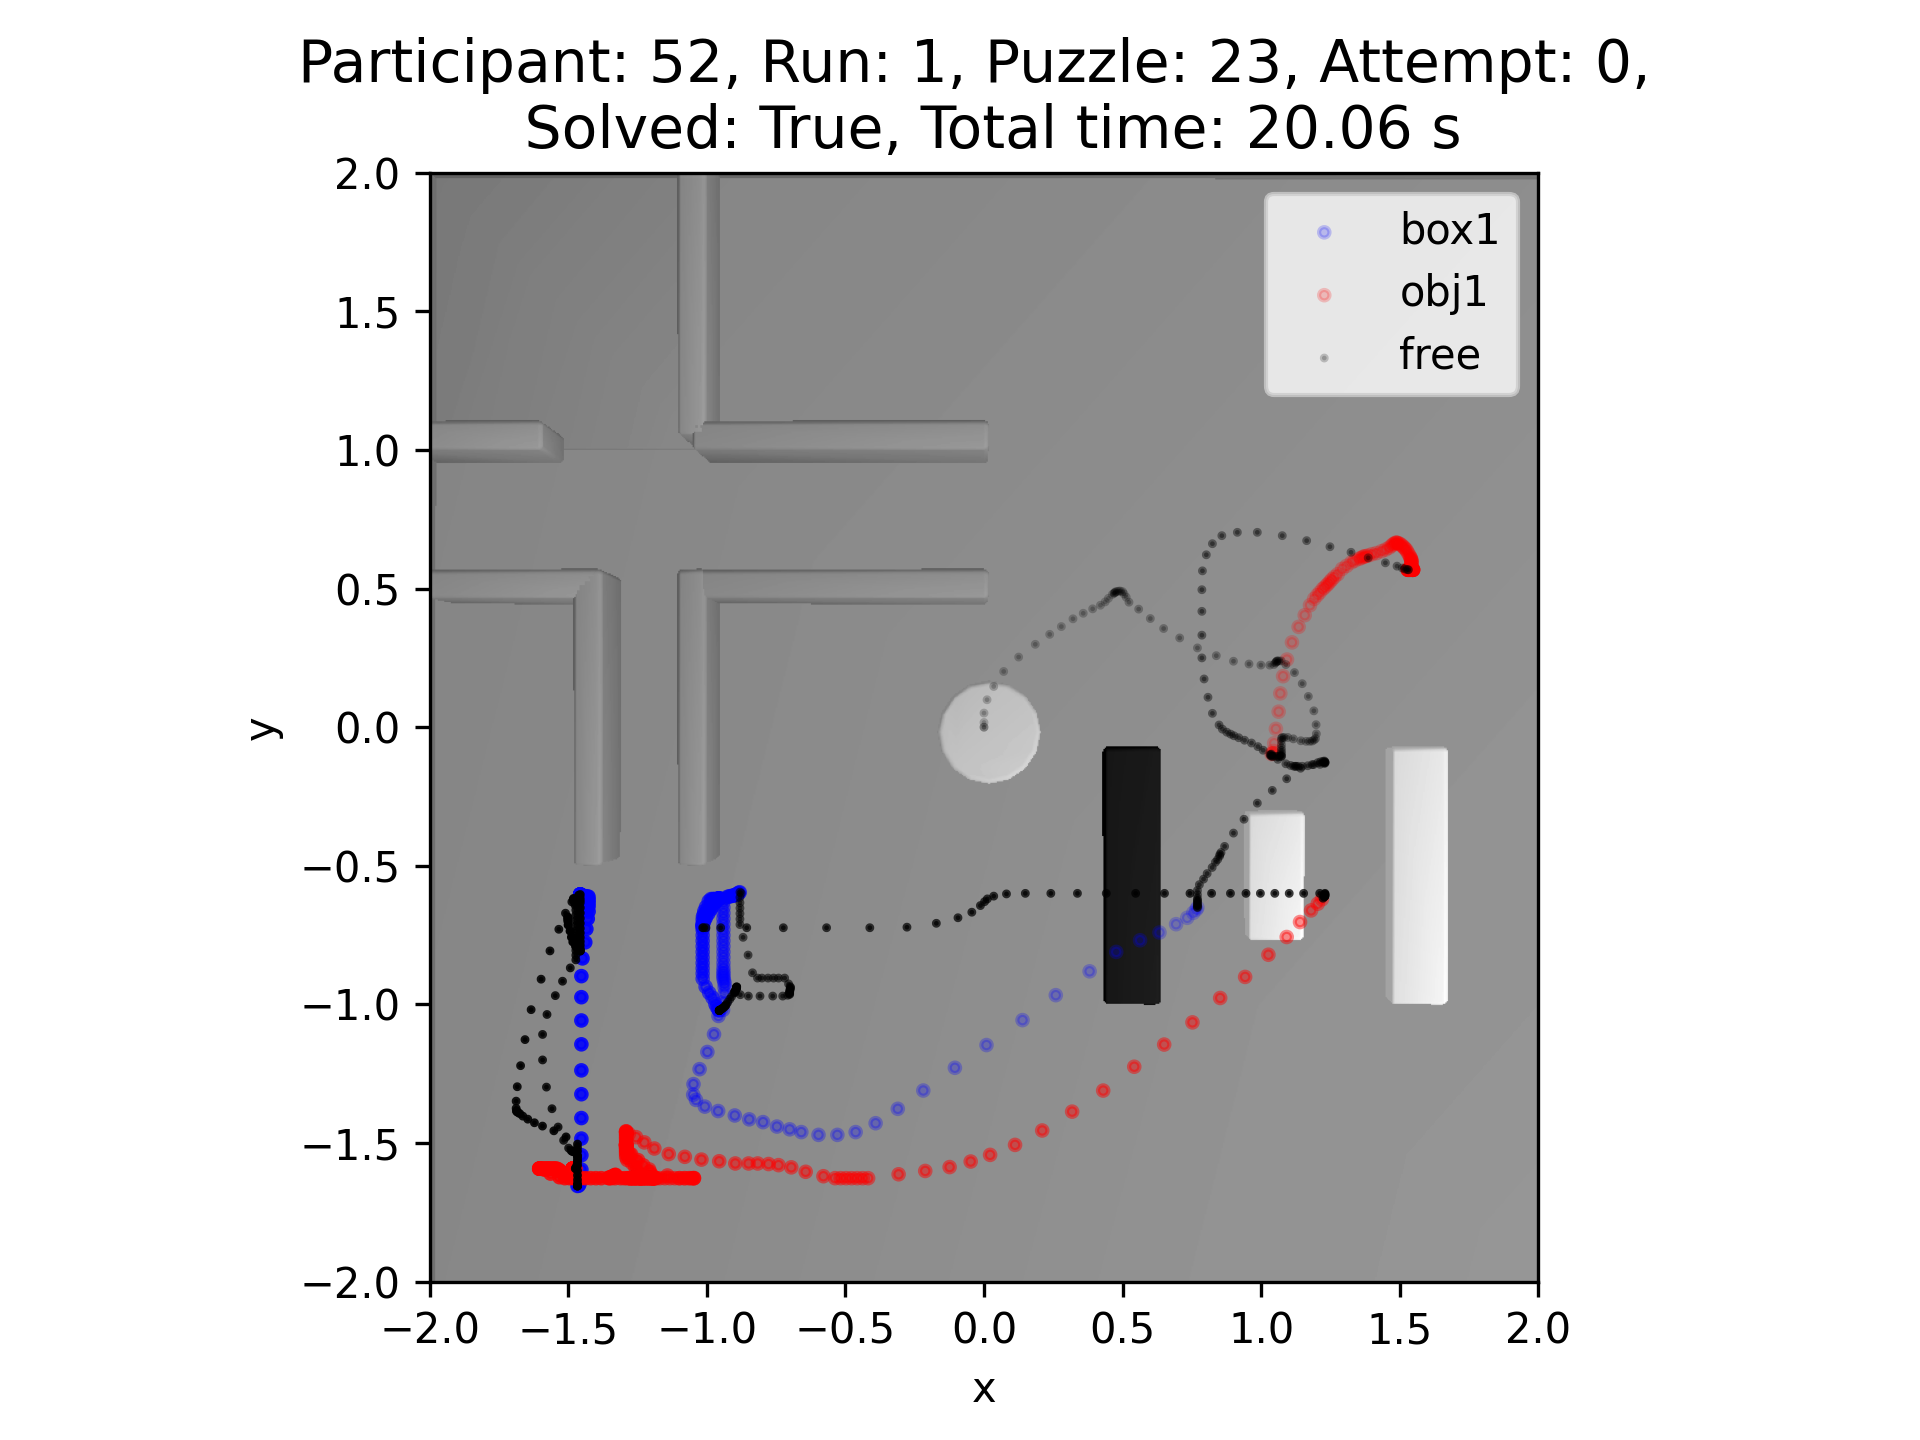 Participant: 52, Run: 1, Puzzle: 23, Attempt: 0,
Solved: True, Total time: 20.06 s
box1
obj1
free
2.0
1.5
1.0
0.5
0.0
−0.5
−1.0
−1.5
−2.0
y
−2.0 −1.5 −1.0 −0.5 0.0 0.5 1.0 1.5 2.0
x